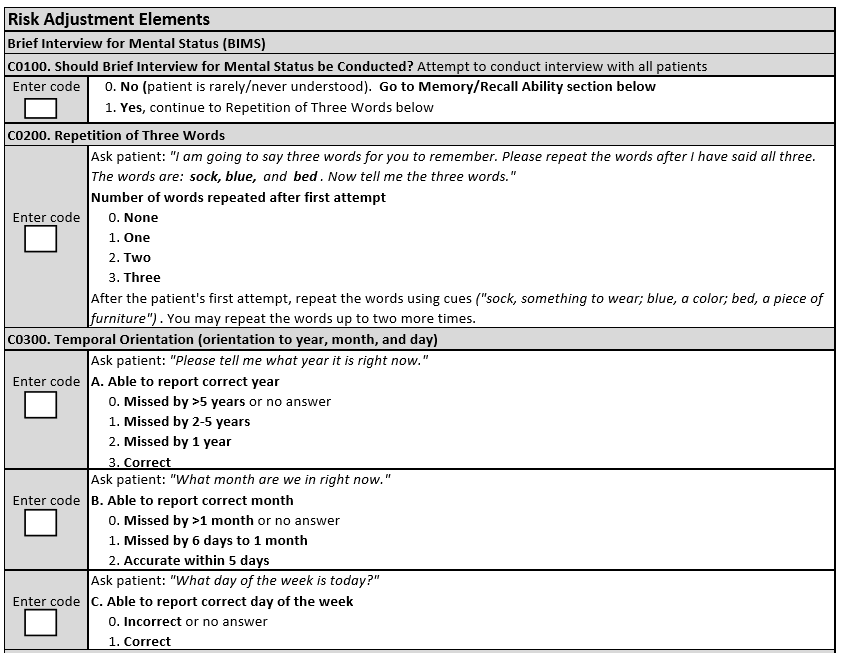 Risk Adjustment Elements
Brief Interview for Mental Status (BIMS)
C0100. Should Brief Interview for Mental Status be Conducted? Attempt to conduct interview with all patients
Enter code
0. No (patient is rarely/never understood).  Go to Memory/Recall Ability section below
1. Yes, continue to Repetition of Three Words below
C0200. Repetition of Three Words
Ask patient: "I am going to say three words for you to remember. Please repeat the words after I have said all three.
The words are: sock, blue, and bed . Now tell me the three words."
Number of words repeated after first attempt
Enter code
0. None
1. One
2. Two
3. Three
After the patient's first attempt, repeat the words using cues ("sock, something to wear; blue, a color; bed, a piece of
furniture") . You may repeat the words up to two more times.
C0300. Temporal Orientation (orientation to year, month, and day)
Ask patient: "Please tell me what year it is right now."
Enter code
A. Able to report correct year
0. Missed by >5 years or no answer
1. Missed by 2-5 years
2. Missed by 1 year
3. Correct
Ask patient: "What month are we in right now."
Enter code
B. Able to report correct month
0. Missed by >1 month or no answer
1. Missed by 6 days to 1 month
2. Accurate within 5 days
Ask patient: "What day of the week is today?"
Enter code
C. Able to report correct day of the week
0. Incorrect or no answer
1. Correct